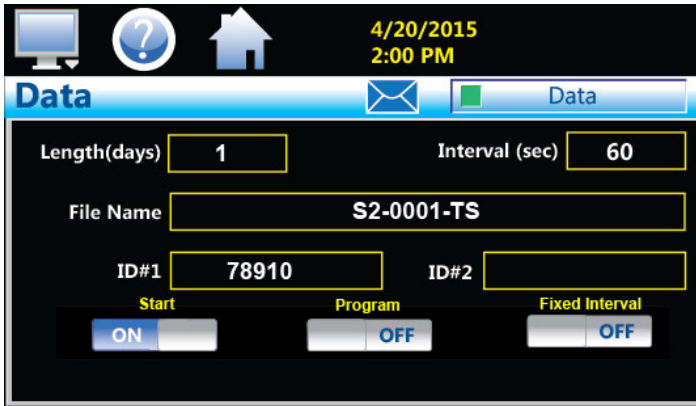 ?
4/20/2015
2:00 PM
Data
Data
Length(days) 1 Interval (sec) 60
File Name S2-0001-TS
ID#1 78910 ID#2
Start Program Fixed Interval
ON OFF OFF